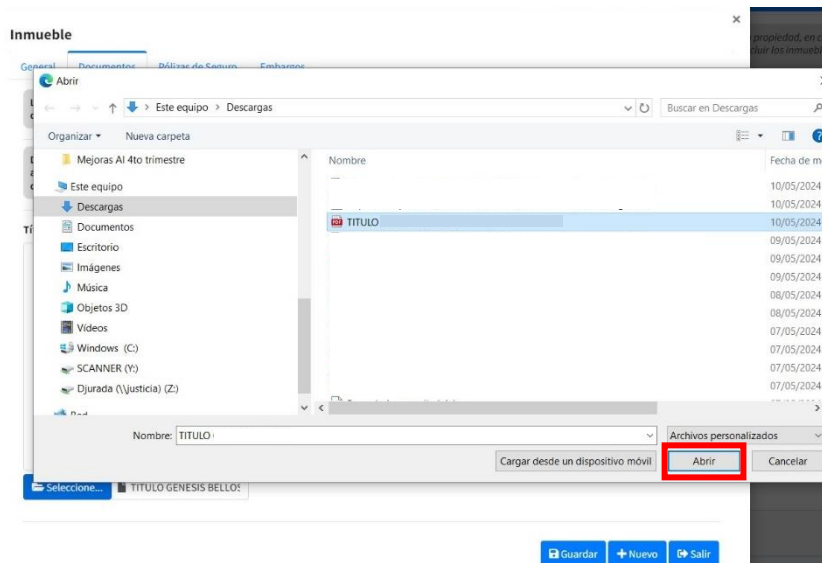 Inmueble
propiedad, en c
cluir los inmuebl
General Documentos Pólizas de Seguro Embargos
Abrir
Este equipo > Descargas
Buscar en Descargas
Organizar Nueva carpeta
Mejoras AI 4to trimestre
Este equipo
Descargas
Documentos
Escritorio
Imágenes
Música
Objetos 3D
Vídeos
Windows (C:)
SCANNER (Y:)
Djurada (\\justicia) (Z:)
Red
Nombre Fecha de m
10/05/2024
10/05/2024
TITULO 10/05/2024
09/05/2024
09/05/2024
09/05/2024
08/05/2024
08/05/2024
07/05/2024
07/05/2024
07/05/2024
07/05/2024
Tí
Nombre: TITULO
Archivos personalizados
Cargar desde un dispositivo móvil Abrir Cancelar
Seleccione... TITULO GENESIS BELLOS
Guardar + Nuevo Salir